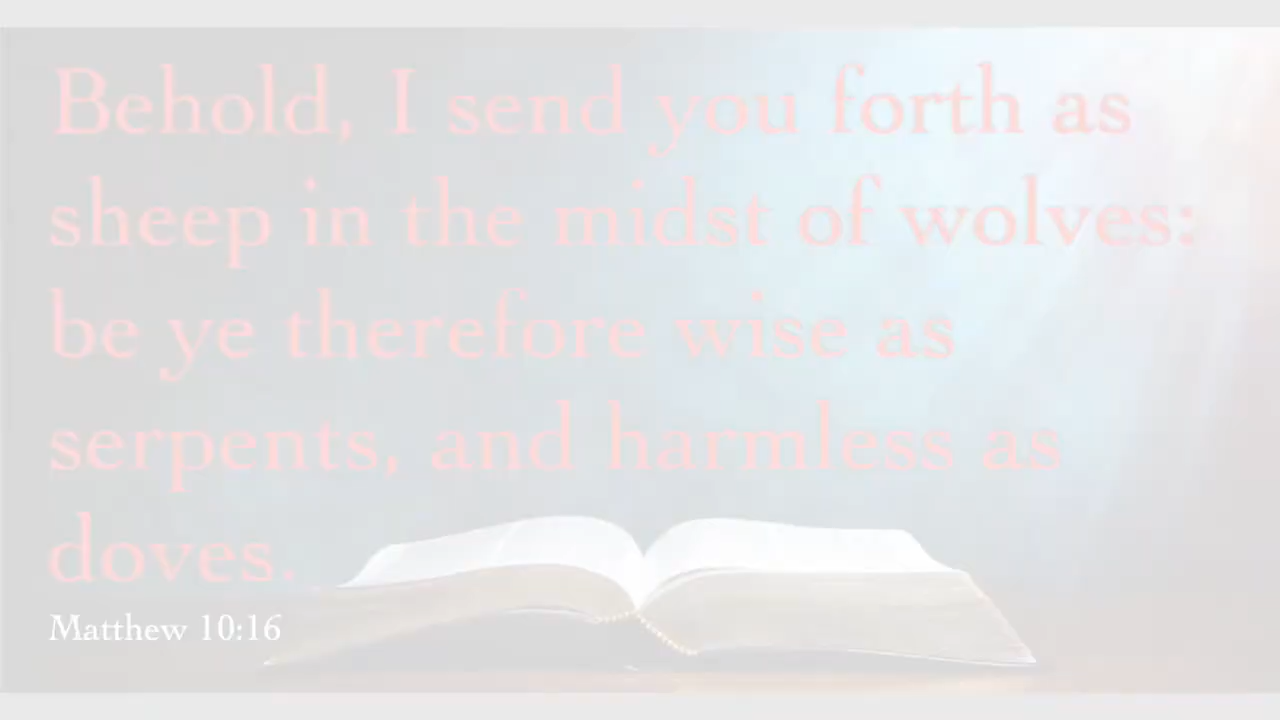 Behold, I send you forth as
sheep in the midst of wolves:
be ye therefore wise as
serpents, and harmless as
doves.
Matthew 10:16